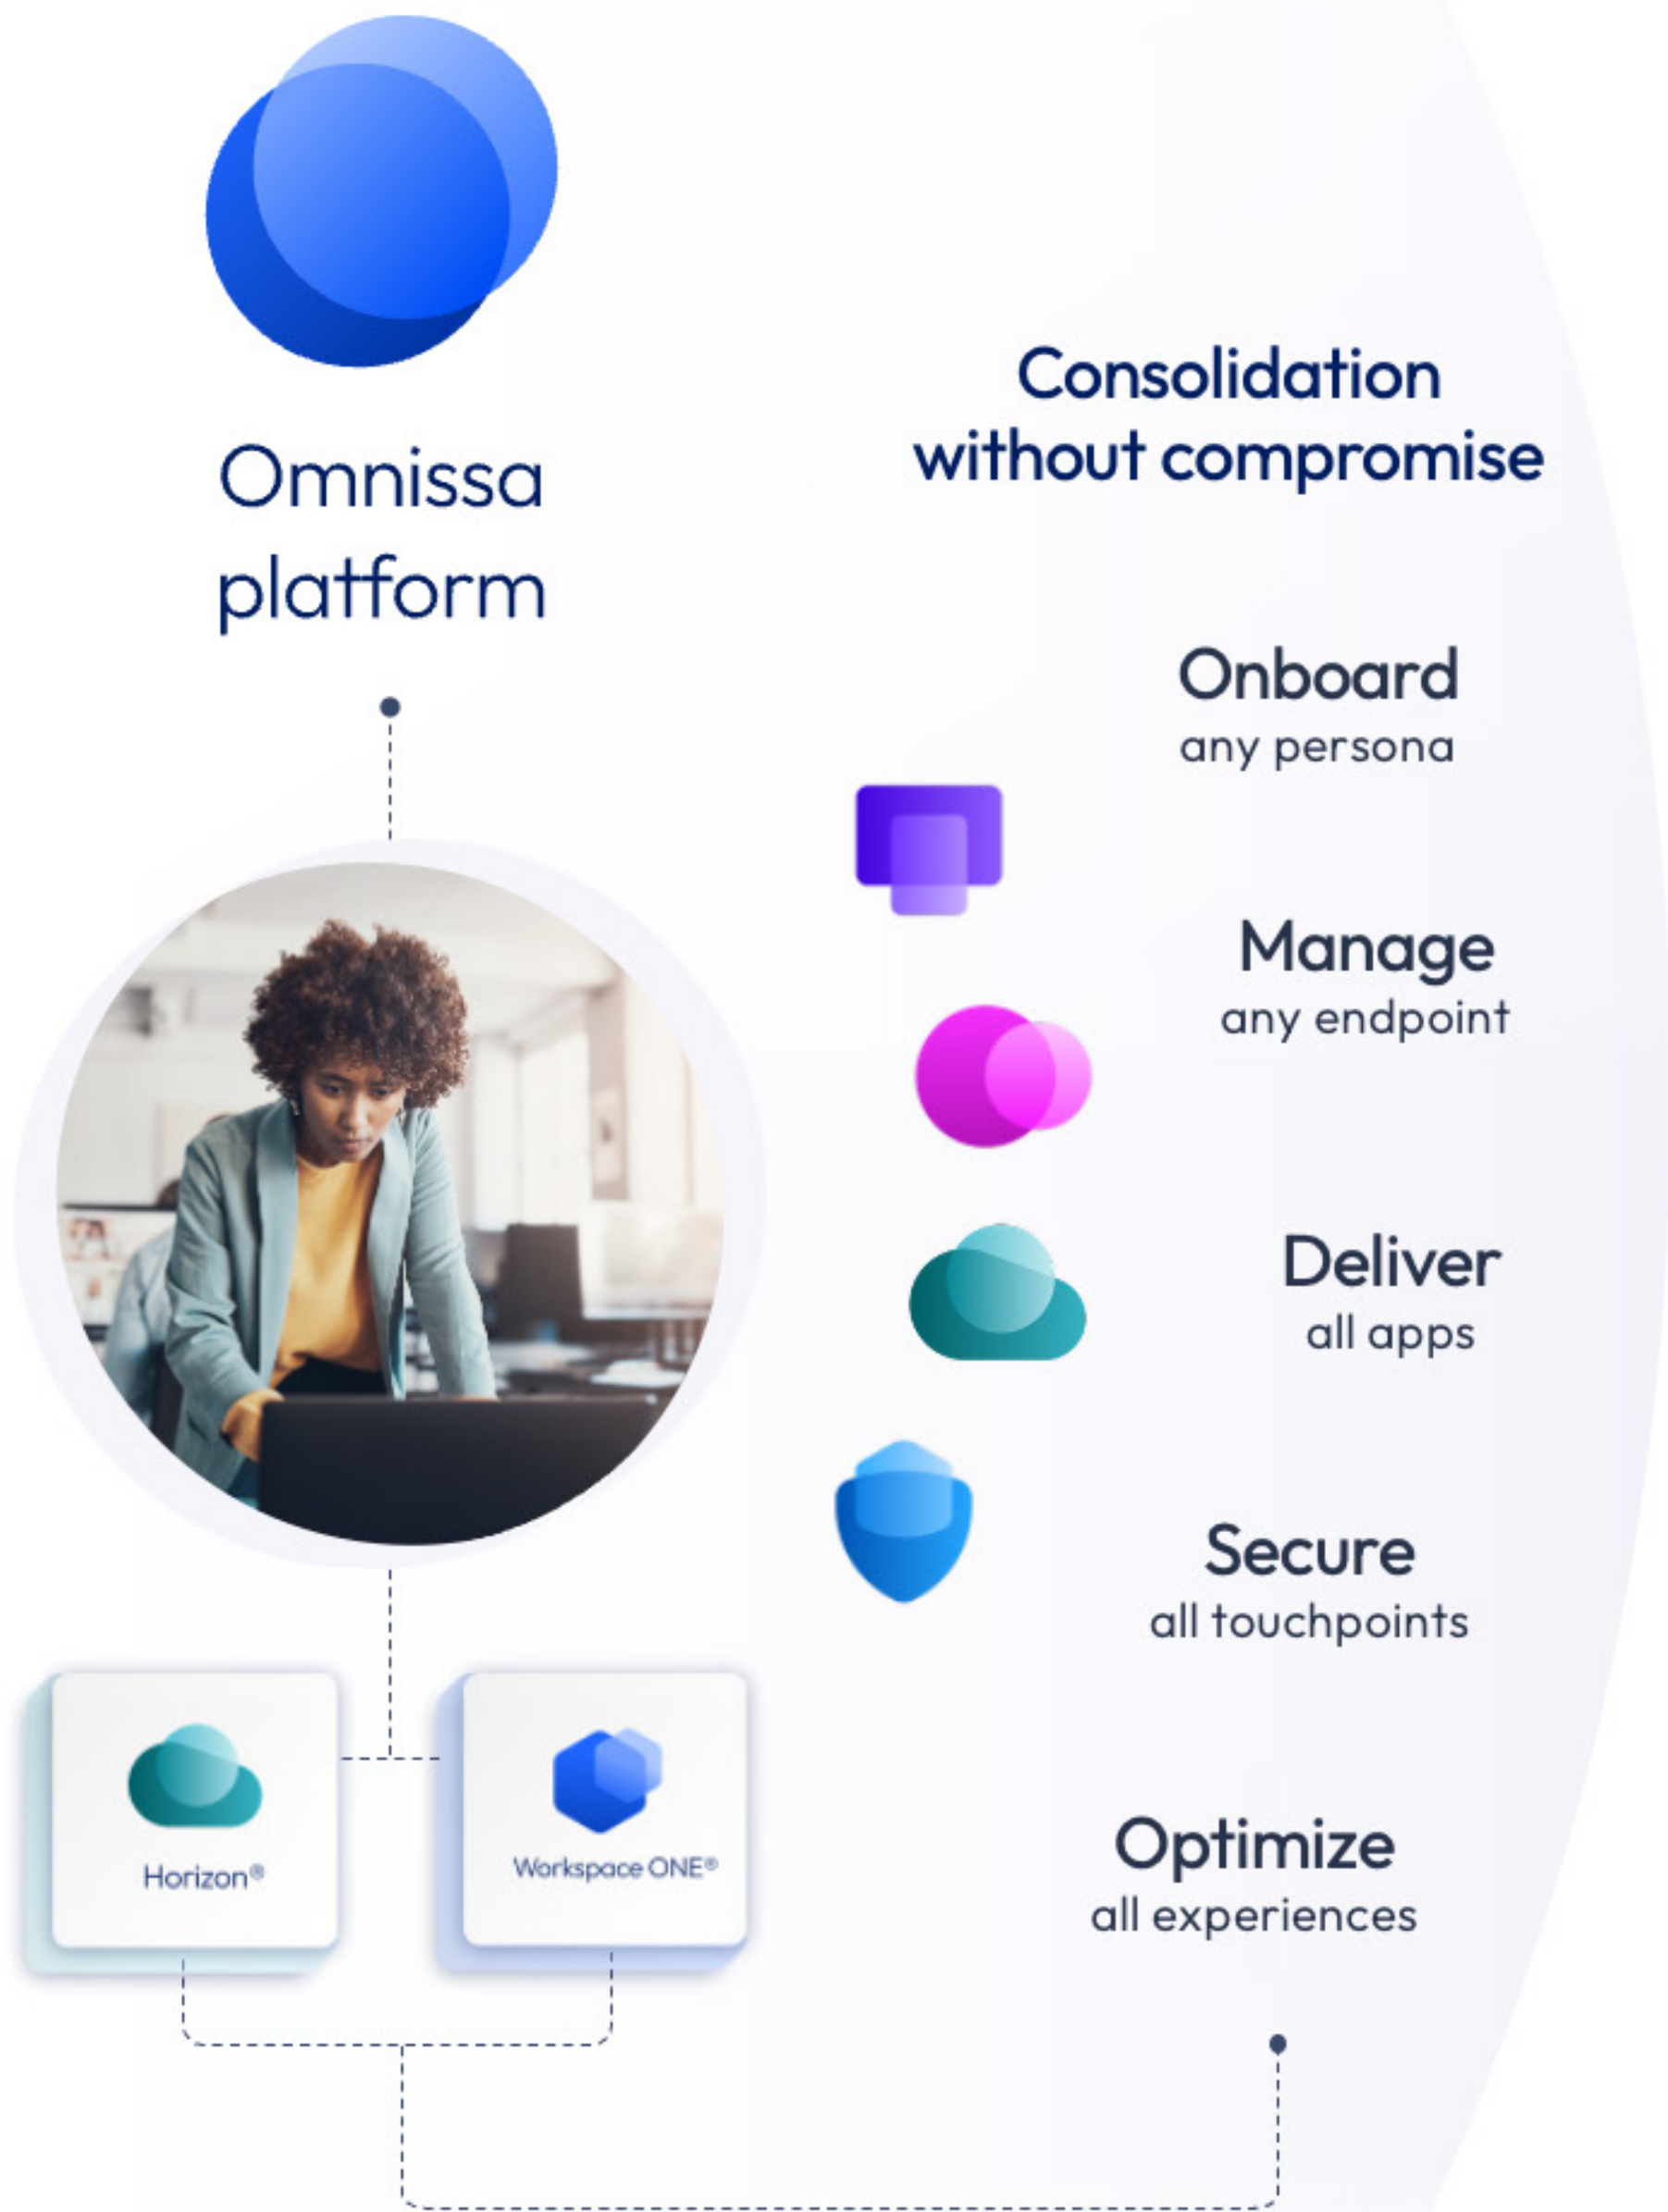 Omnissa
platform
Horizon®
Workspace ONE®
Consolidation
without compromise
Onboard
any persona
Manage
any endpoint
Deliver
all apps
Secure
all touchpoints
Optimize
all experiences